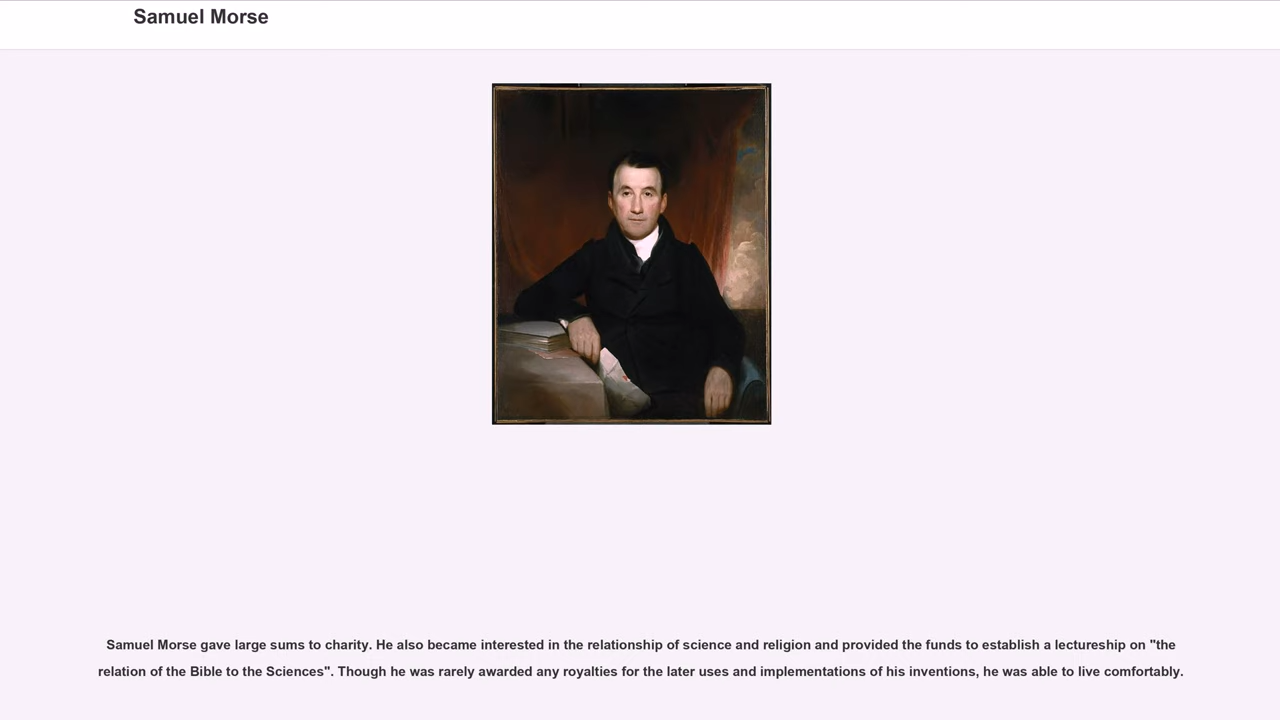 Samuel Morse
Samuel Morse gave large sums to charity. He also became interested in the relationship of science and religion and provided the funds to establish a lectureship on "the
relation of the Bible to the Sciences". Though he was rarely awarded any royalties for the later uses and implementations of his inventions, he was able to live comfortably.